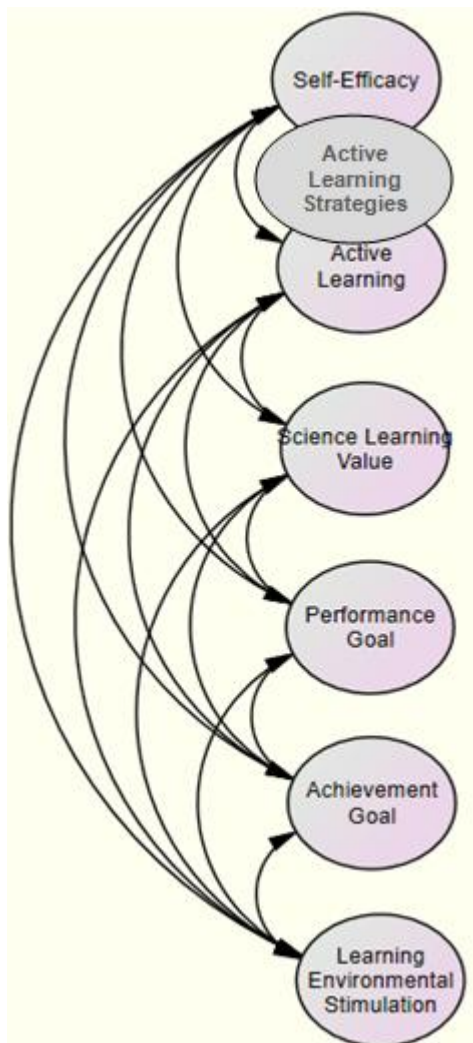 Self-Efficacy
Active
Learning
Strategies
Active
Learning
Science Learning
Value
Performance
Goal
Achievement
Goal
Learning
Environmental
Stimulation